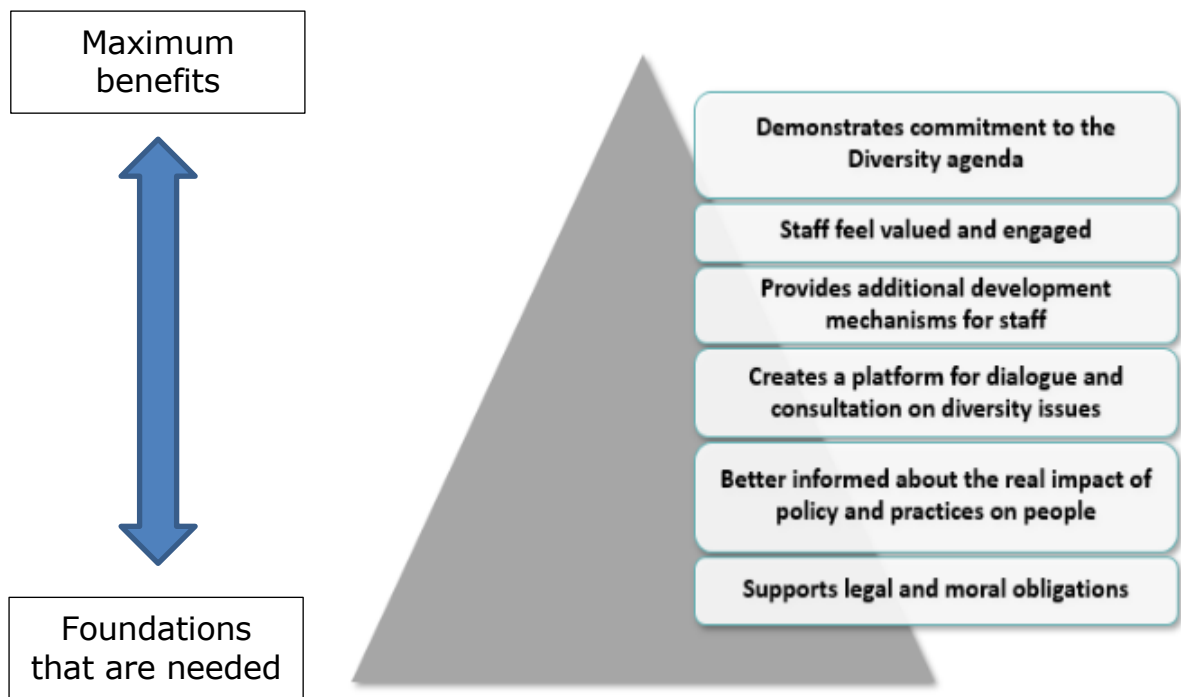 Maximum
benefits
Demonstrates commitment to the
Diversity agenda
Staff feel valued and engaged
Provides additional development
mechanisms for staff
Creates a platform for dialogue and
consultation on diversity issues
Better informed about the real impact of
policy and practices on people
Supports legal and moral obligations
Foundations
that are needed